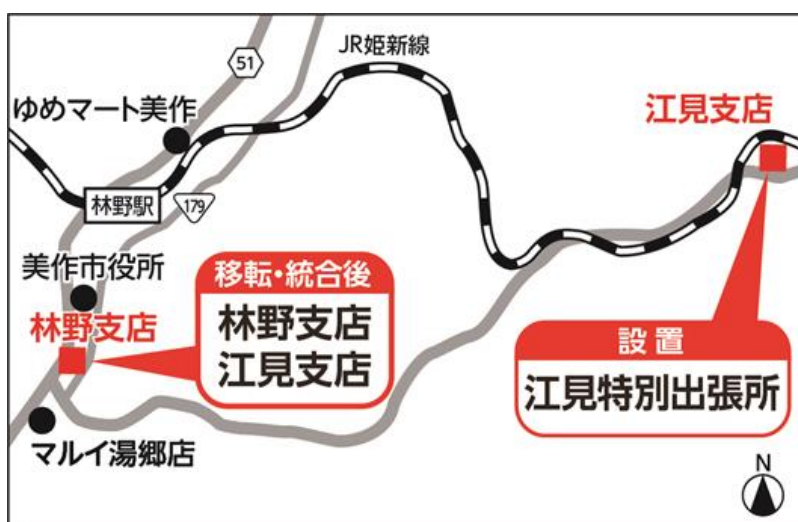 JR姫新線
51
ゆめマート美作
江見支店
林野駅
179
美作市役所
林野支店
移転・統合後
林野支店
江見支店
設置
江見特別出張所
マルイ湯郷店
N